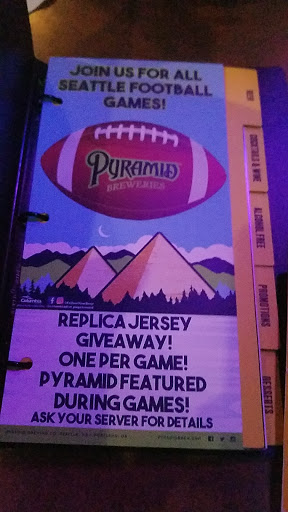 JOIN US FOR ALL
SEATTLE FOOTBALL
GAMES!
PYRAMID
BREWERIES
REPLICA JERSEY
GIVEAWAY!
ONE PER GAME!
PYRAMID FEATURED
DURING GAMES!
ASK YOUR SERVER FOR DETAILS
BEER
COCKTAILS & WINE
ALCOHOL FREE
PROMOTIONS
DESSERTS